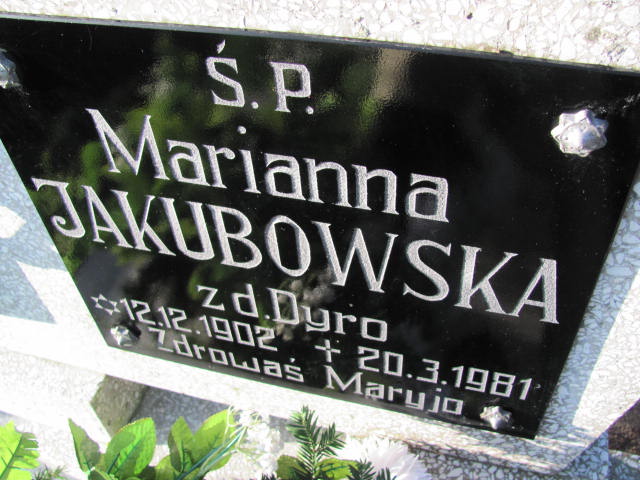 Ś.P.
Marianna
JAKUBOWSKA
z d. Dyro
✡12.12.1902 + 20.3.1981
Zdrowaś Maryjo